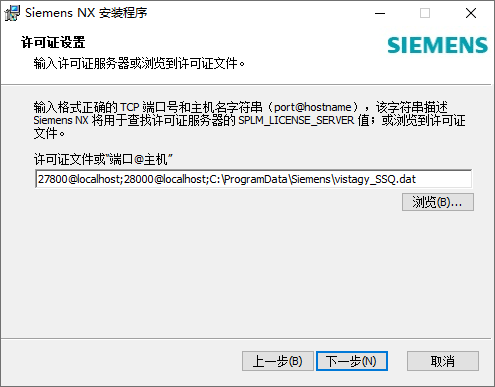 Siemens NX 安装程序
许可证设置
输入许可证服务器或浏览到许可证文件。
SIEMENS
输入格式正确的 TCP 端口号和主机名字符串（port@hostname），该字符串描述
Siemens NX 将用于查找许可证服务器的 SPLM_LICENSE_SERVER 值；或浏览到许可证
文件。
许可证文件或“端口@主机”
27800@localhost;28000@localhost;C:\ProgramData\Siemens\vistagy_SSQ.dat
浏览(B)...
上一步(B)
下一步(N)
取消